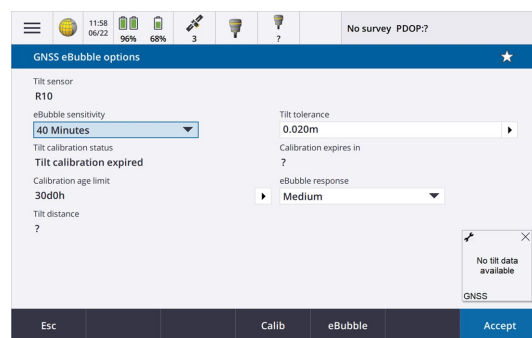 11:58
06/22
96%
68%
3
?
No survey PDOP:?
GNSS eBubble options
Tilt sensor
R10
eBubble sensitivity
40 Minutes
Tilt tolerance
0.020m
Tilt calibration status
Tilt calibration expired
Calibration expires in
?
Calibration age limit
30d0h
eBubble response
Medium
Tilt distance
?
No tilt data
available
GNSS
Esc
Calib
eBubble
Accept